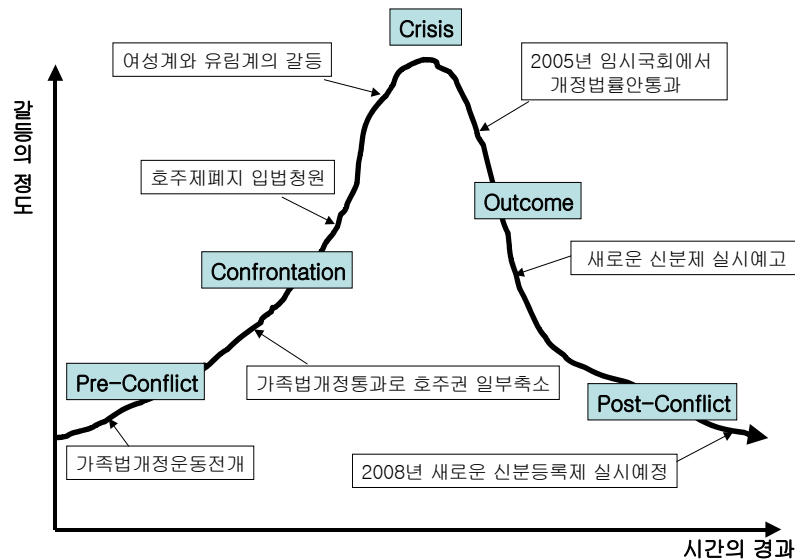 Crisis
여성계와 유림계의 갈등
2005년 임시국회에서
개정법률안통과
갈등의 정도
호주제폐지 입법청원
Outcome
Confrontation
새로운 신분제 실시예고
Pre-Conflict
가족법개정통과로 호주권 일부축소
Post-Conflict
가족법개정운동전개
2008년 새로운 신분등록제 실시예정
시간의 경과